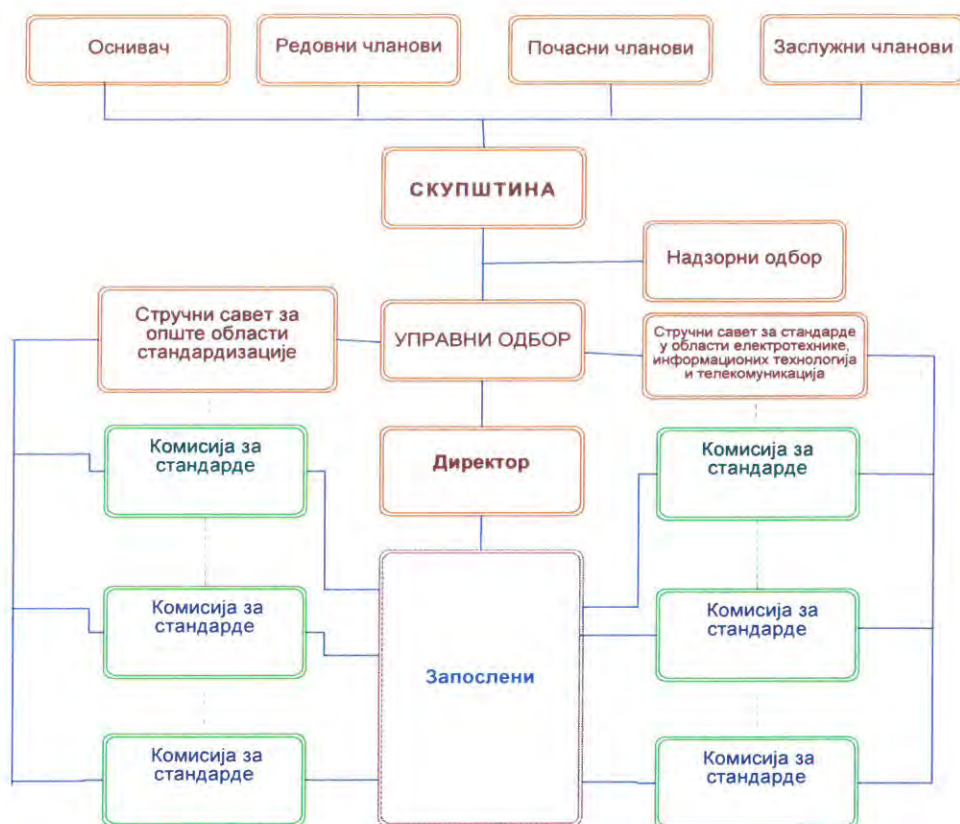 Оснивач
Редовни чланови
Почасни чланови
Заслужни чланови
СКУПШТИНА
Надзорни одбор
Стручни савет за
опште области
стандардизације
УПРАВНИ ОДБОР
Стручни савет за стандарде
у области електротехнике,
информационих технологија
и телекомуникација
Комисија за
стандарде
Директор
Комисија за
стандарде
Комисија за
стандарде
Запослени
Комисија за
стандарде
Комисија за
стандарде
Комисија за
стандарде